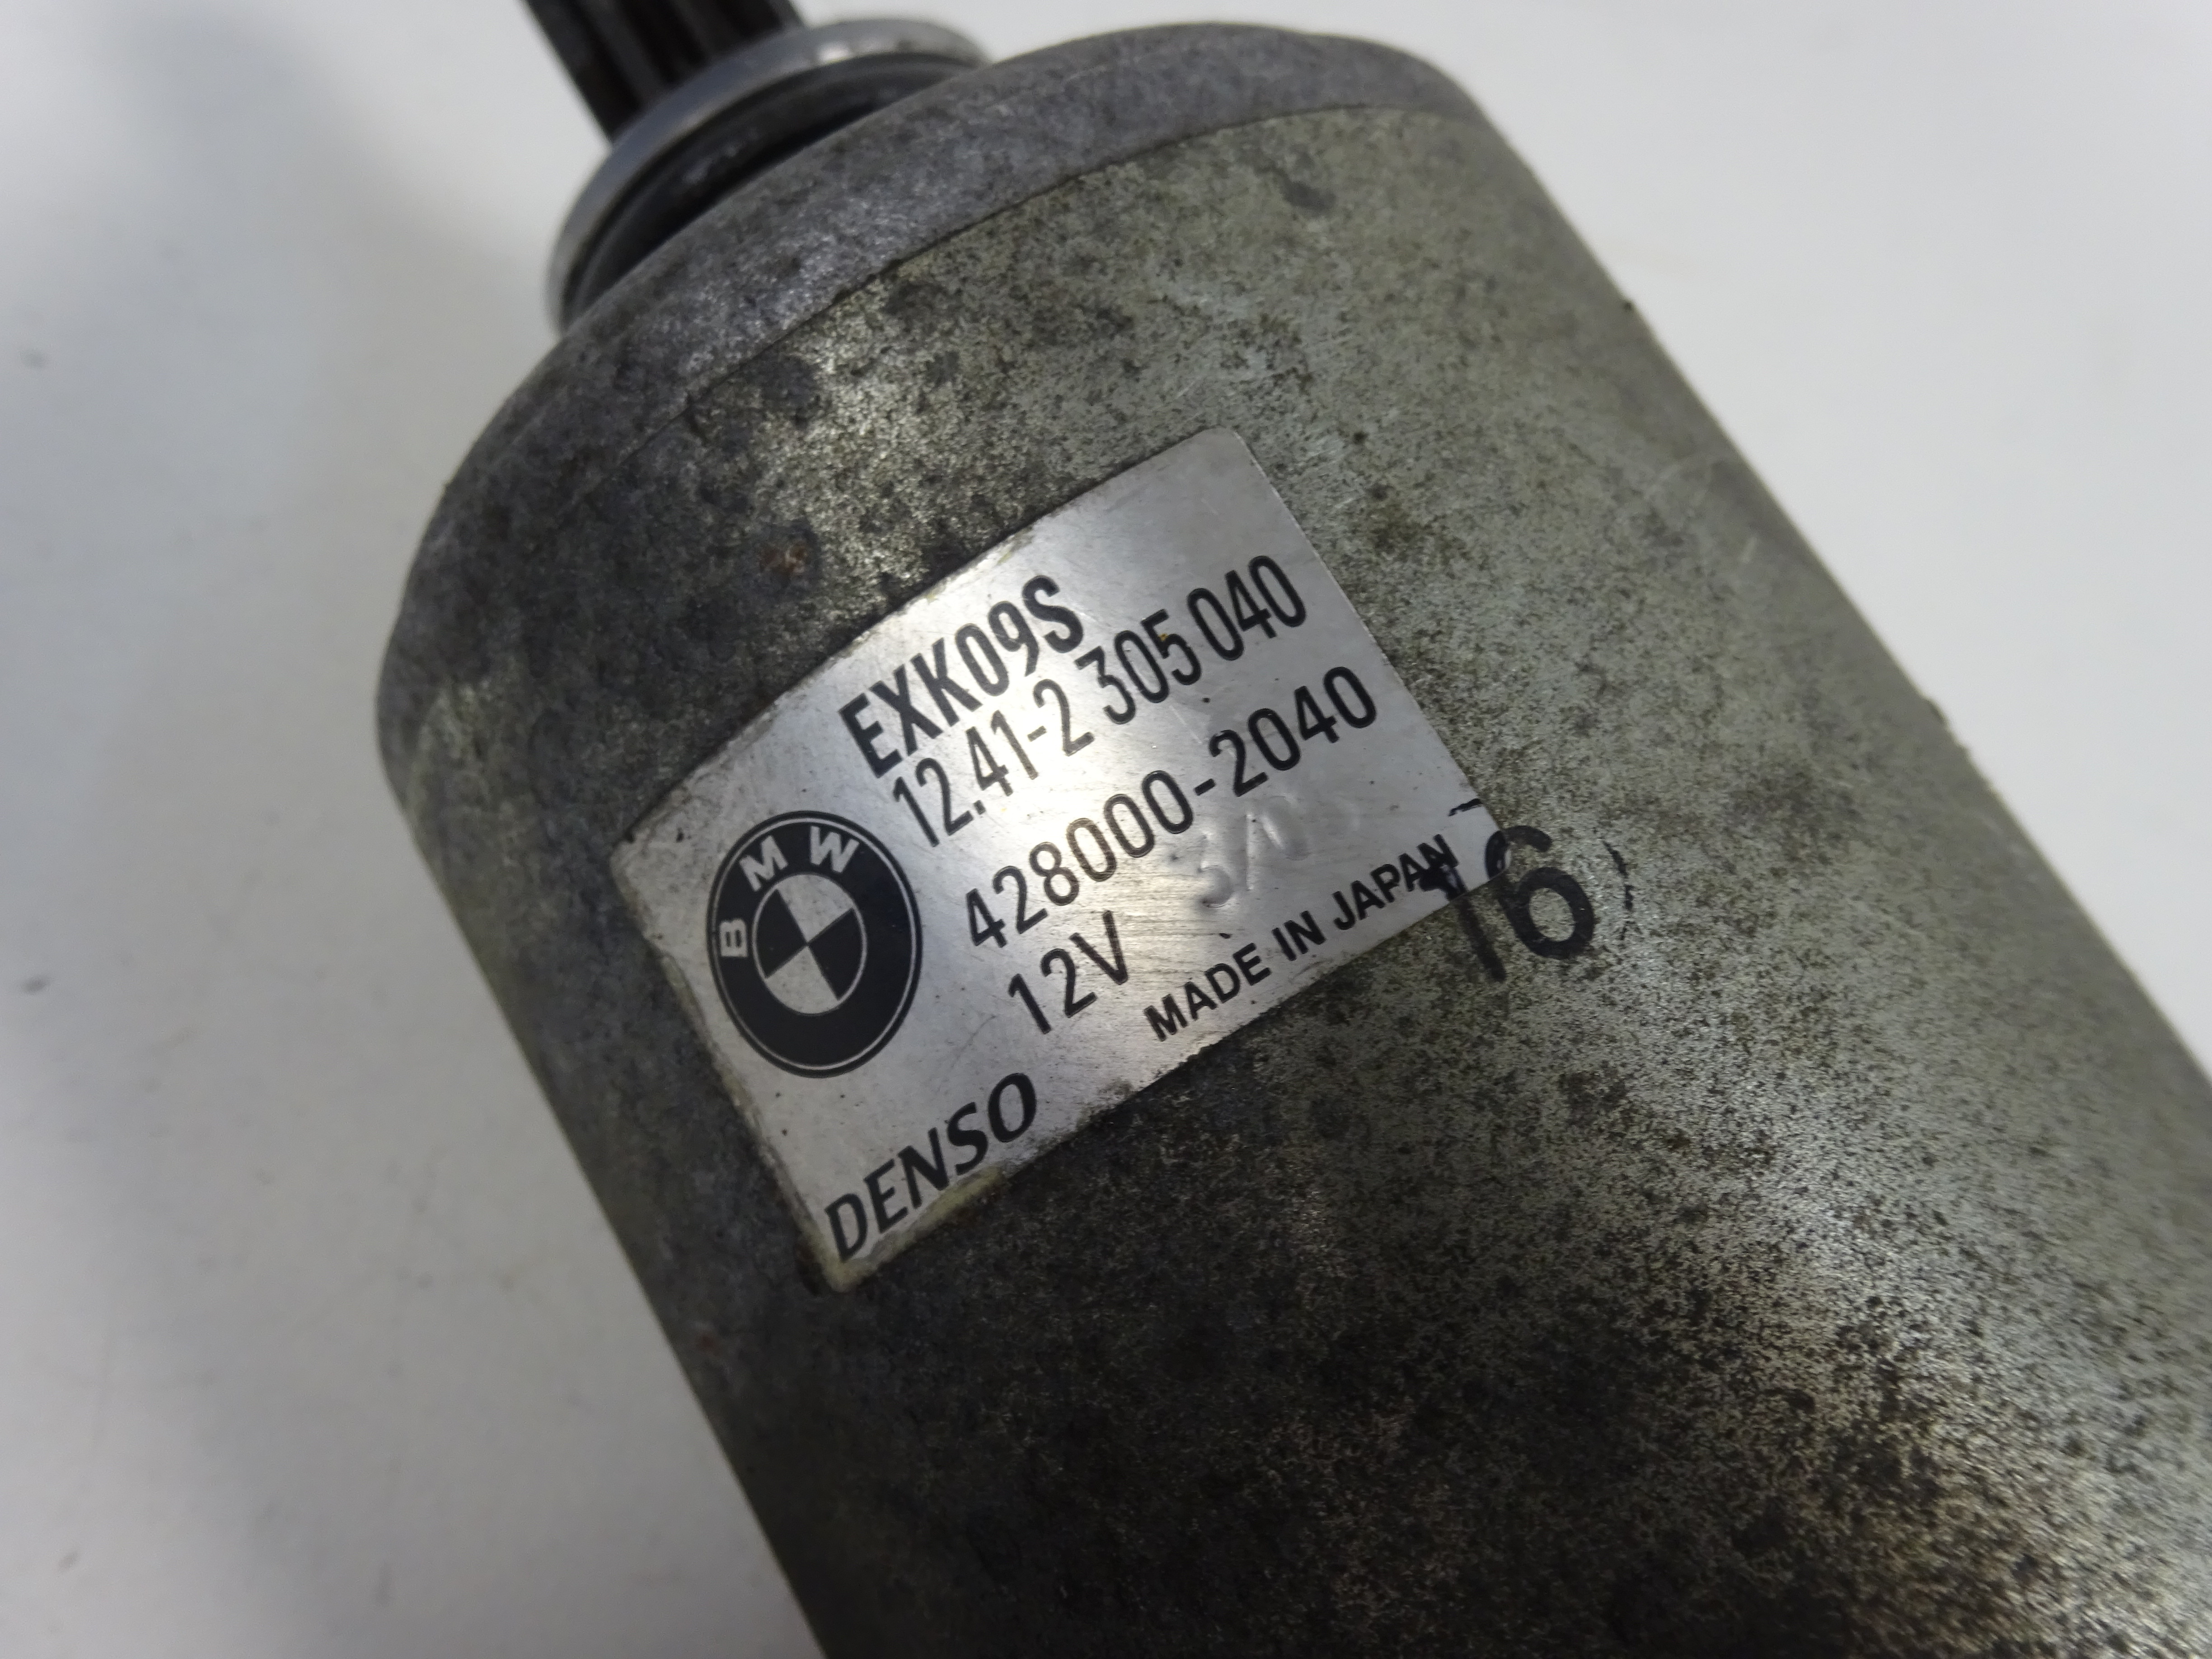 EXK09S
12.41-2 305 040
428000-2040
12V
MADE IN JAPAN
BMW
DENSO
16